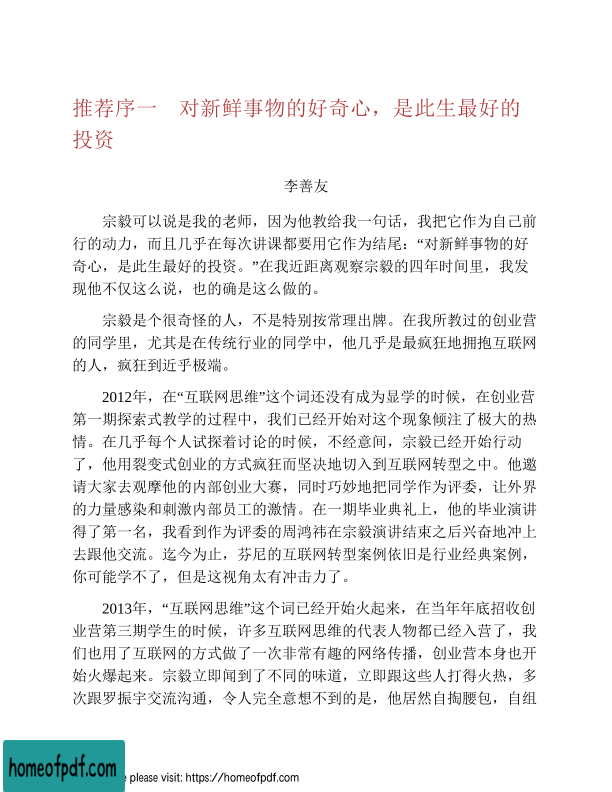 推荐序一　对新鲜事物的好奇心，是此生最好的
投资
李善友
宗毅可以说是我的老师，因为他教给我一句话，我把它作为自己前
行的动力，而且几乎在每次讲课都要用它作为结尾：“对新鲜事物的好
奇心，是此生最好的投资。”在我近距离观察宗毅的四年时间里，我发
现他不仅这么说，也的确是这么做的。
宗毅是个很奇怪的人，不是特别按常理出牌。在我所教过的创业营
的同学里，尤其是在传统行业的同学中，他几乎是最疯狂地拥抱互联网
的人，疯狂到近乎极端。
2012年，在“互联网思维”这个词还没有成为显学的时候，在创业营
第一期探索式教学的过程中，我们已经开始对这个现象倾注了极大的热
情。在几乎每个人试探着讨论的时候，不经意间，宗毅已经开始行动
了，他用裂变式创业的方式疯狂而坚决地切入到互联网转型之中。他邀
请大家去观摩他的内部创业大赛，同时巧妙地把同学作为评委，让外界
的力量感染和刺激内部员工的激情。在一期毕业典礼上，他的毕业演讲
得了第一名，我看到作为评委的周鸿祎在宗毅演讲结束之后兴奋地冲上
去跟他交流。迄今为止，芬尼的互联网转型案例依旧是行业经典案例，
你可能学不了，但是这视角太有冲击力了。
2013年，“互联网思维”这个词已经开始火起来，在当年年底招收创
业营第三期学生的时候，许多互联网思维的代表人物都已经入营了，我
们也用了互联网的方式做了一次非常有趣的网络传播，创业营本身也开
始火爆起来。宗毅立即闻到了不同的味道，立即跟这些人打得火热，多
次跟罗振宇交流沟通，令人完全意想不到的是，他居然自掏腰包，自组
homeofpdf.com
e please visit: https://homeofpdf.com